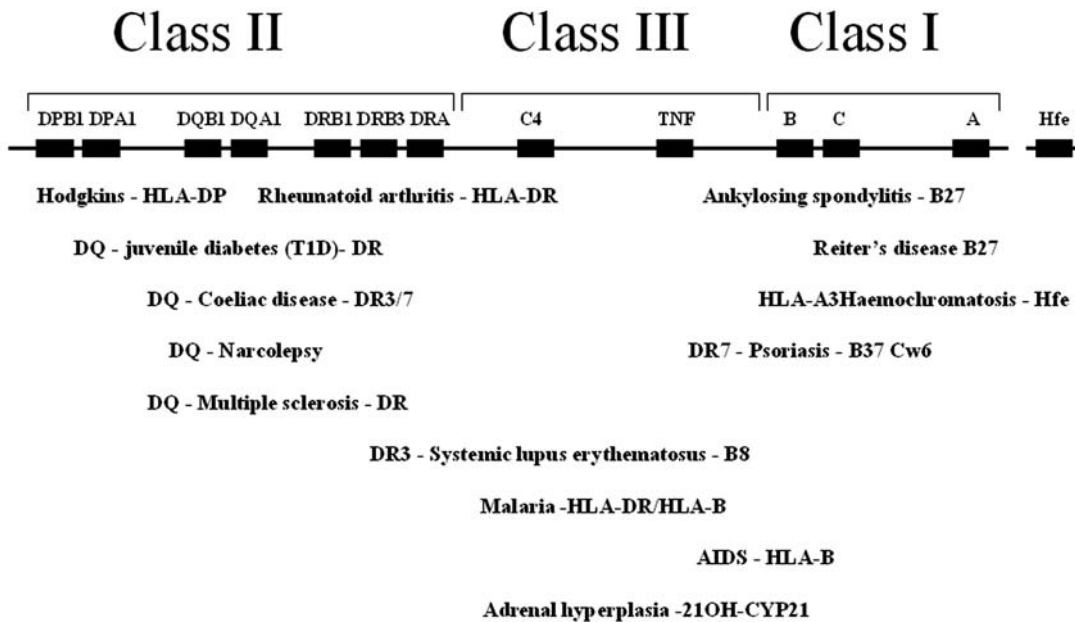 Class II Class III Class I
DPB1 DPA1 DQB1 DQA1 DRB1 DRB3 DRA C4 TNF B C A Hfe
Hodgkins - HLA-DP Rheumatoid arthritis - HLA-DR Ankylosing spondylitis - B27
DQ - juvenile diabetes (T1D)- DR Reiter's disease B27
DQ - Coeliac disease - DR3/7 HLA-A3Haemochromatosis - Hfe
DQ - Narcolepsy DR7 - Psoriasis - B37 Cw6
DQ - Multiple sclerosis - DR
DR3 - Systemic lupus erythematosus - B8
Malaria -HLA-DR/HLA-B
AIDS - HLA-B
Adrenal hyperplasia -21OH-CYP21